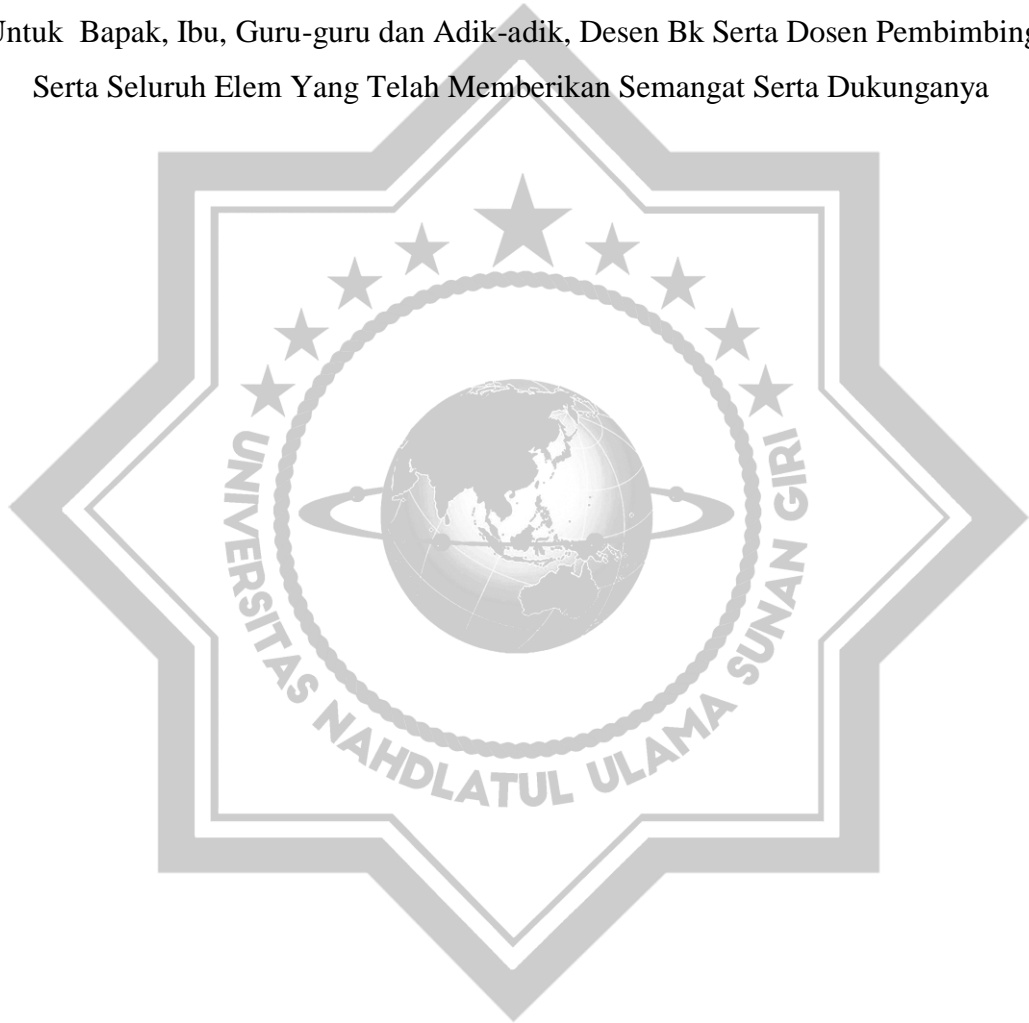 Untuk Bapak, Ibu, Guru-guru dan Adik-adik, Desen Bk Serta Dosen Pembimbing
Serta Seluruh Elem Yang Telah Memberikan Semangat Serta Dukunganya
UNIVERSITAS NAHDLATUL ULAMA SUNAN GIRI